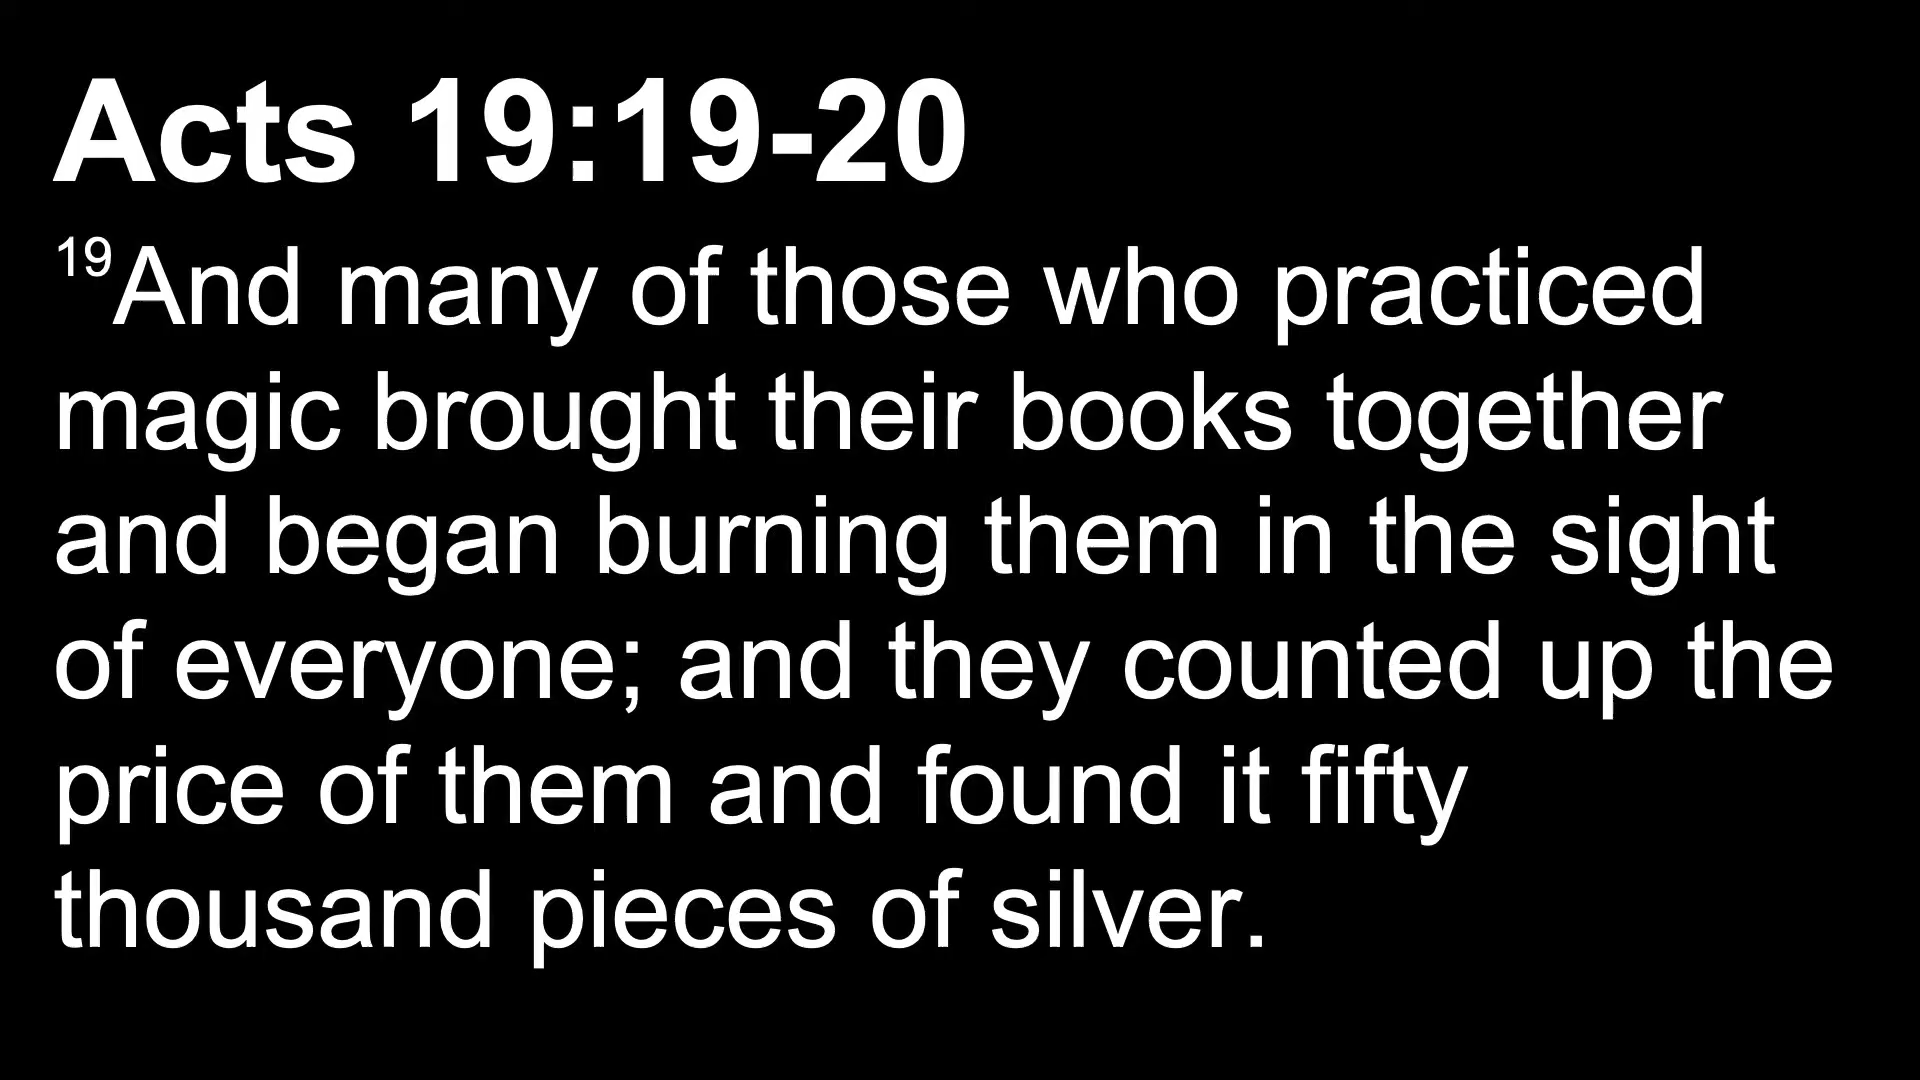 Acts 19:19-20
19And many of those who practiced
magic brought their books together
and began burning them in the sight
of everyone; and they counted up the
price of them and found it fifty
thousand pieces of silver.